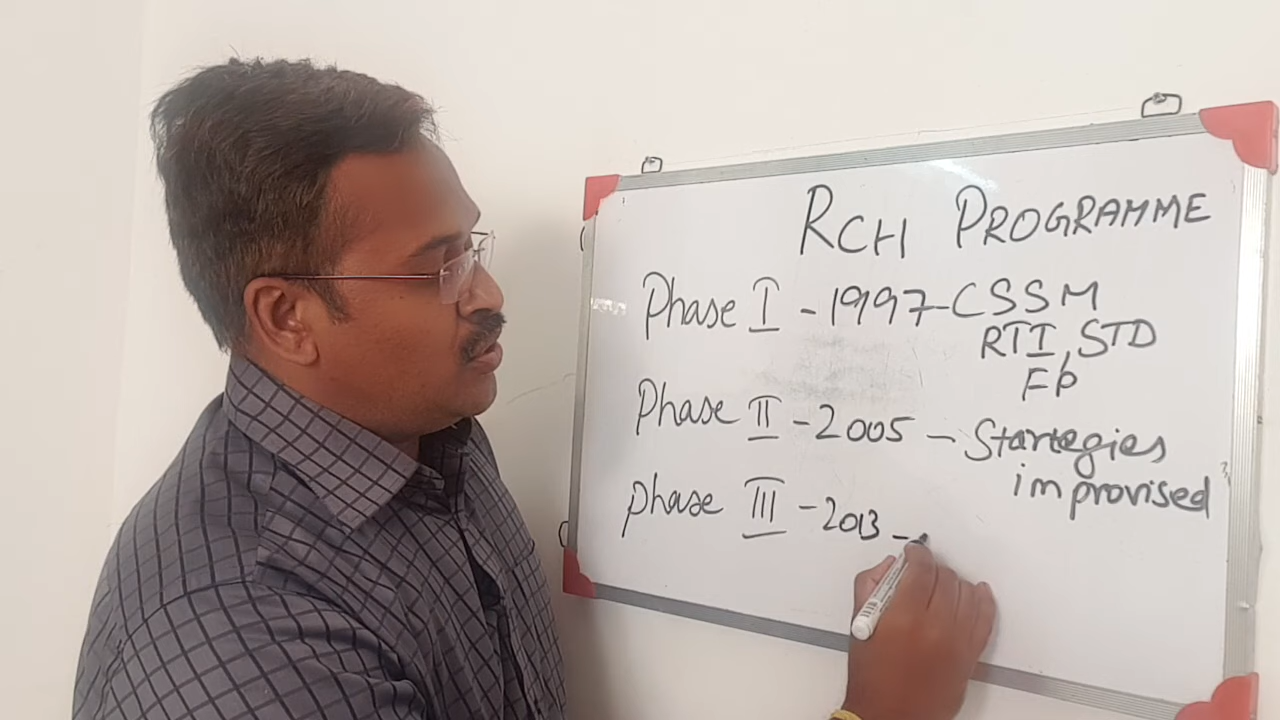 RCH PROGRAMME
Phase I - 1997 - CSSM
RTI, STD
FP
Phase II - 2005 - Startegies
improvised
Phase III - 2013 -